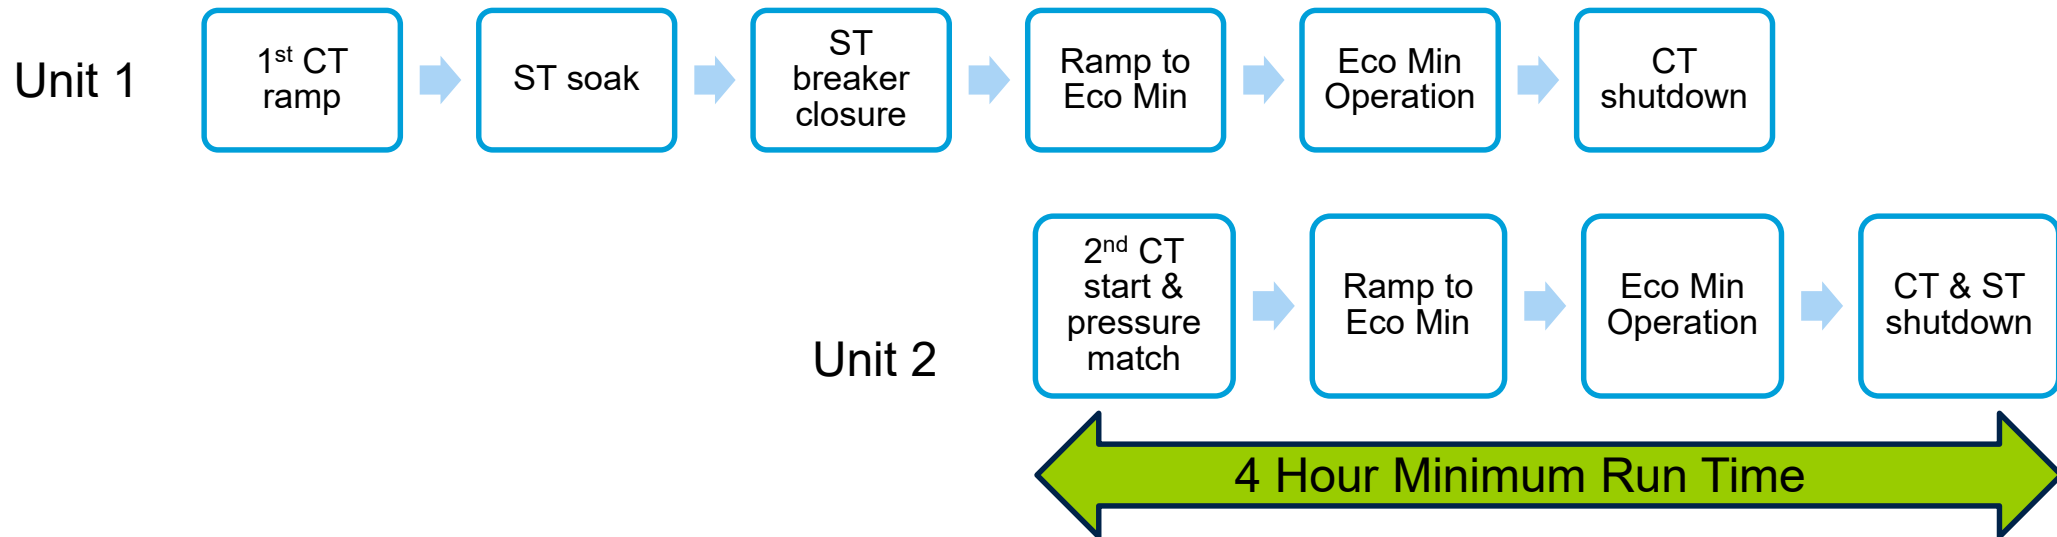 Unit 1
1st CT
ramp
ST soak
ST
breaker
closure
Ramp to
Eco Min
Eco Min
Operation
CT
shutdown
Unit 2
2nd CT
start &
pressure
match
Ramp to
Eco Min
Eco Min
Operation
CT & ST
shutdown
4 Hour Minimum Run Time